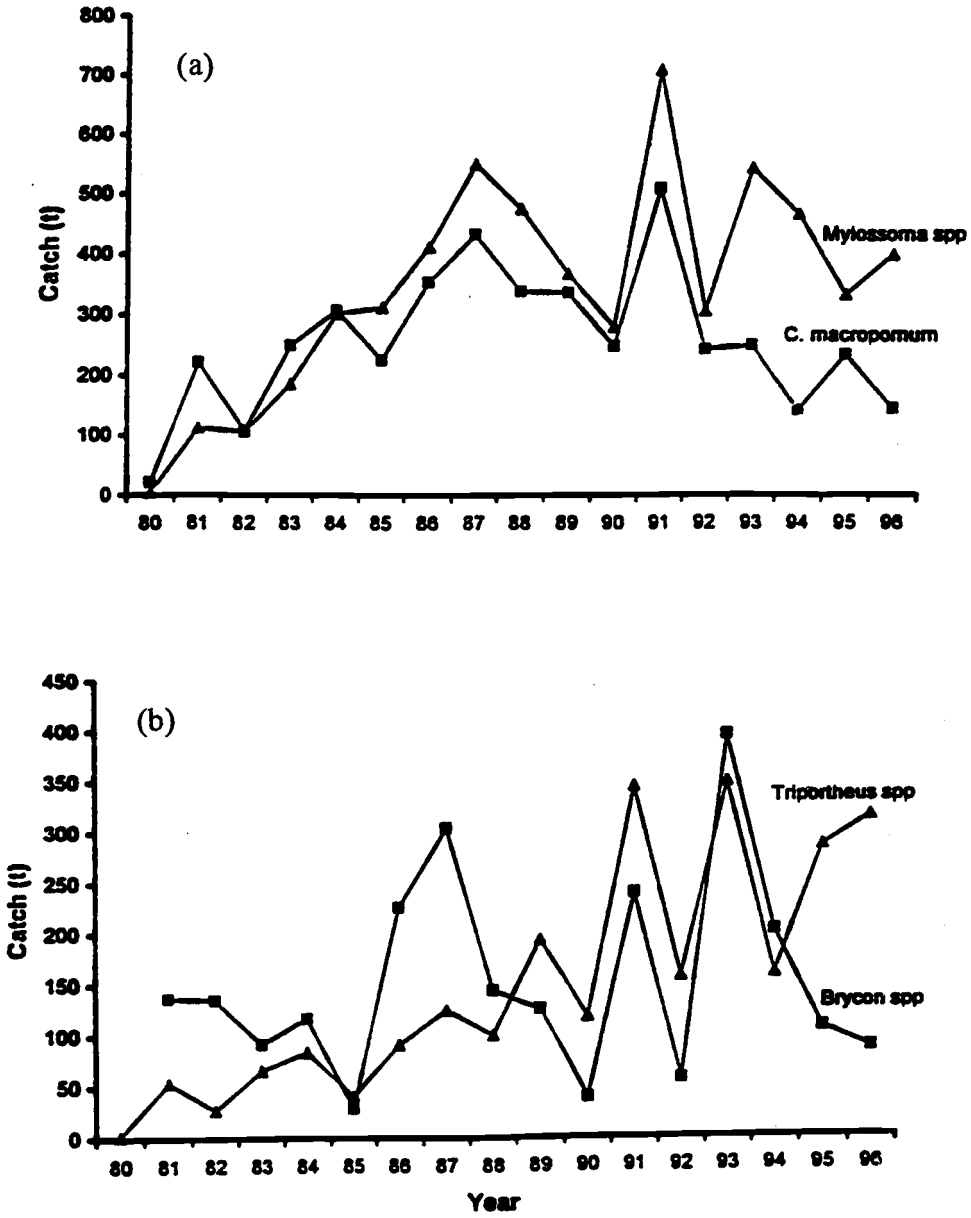 800
(a)
700
600
500
400
300
200
100
0
Catch (t)
Mylossoma spp
C. macropomum
80 81 82 83 84 85 86 87 88 89 90 91 92 93 94 95 96
450
(b)
400
350
300
250
200
150
100
50
0
Catch (t)
Triportheus spp
Brycon spp
80 81 82 83 84 85 86 87 88 89 90 91 92 93 94 95 96
Year